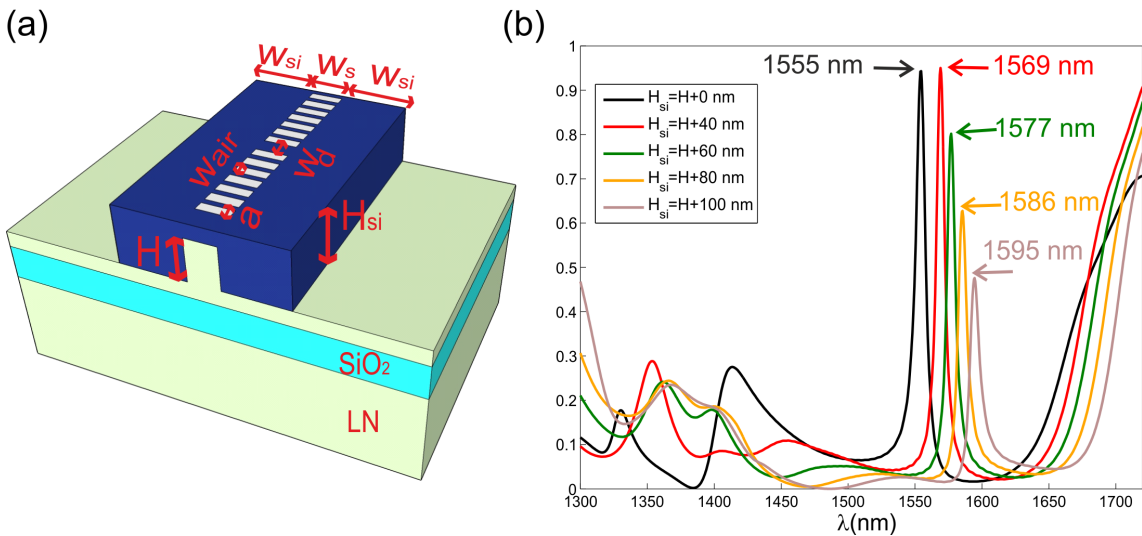 (a)
Wsi
Ws
Wsi
Wair
Wd
a
H
Hsi
SiO2
LN
(b)
1
0.9
0.8
0.7
0.6
0.5
0.4
0.3
0.2
0.1
0
Hsi=H+0 nm
Hsi=H+40 nm
Hsi=H+60 nm
Hsi=H+80 nm
Hsi=H+100 nm
1555 nm
1569 nm
1577 nm
1586 nm
1595 nm
1300 1350 1400 1450 1500 1550 1600 1650 1700
λ(nm)